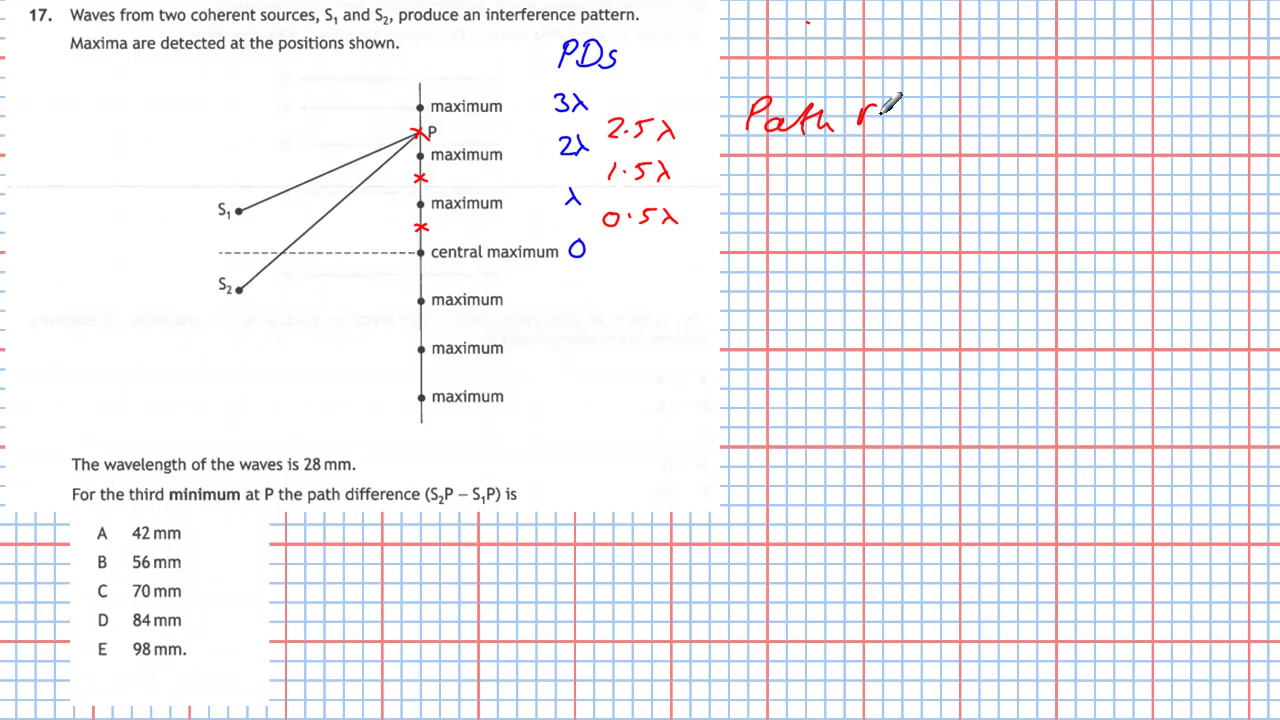 17. Waves from two coherent sources, S₁ and S₂, produce an interference pattern.
Maxima are detected at the positions shown.
PDs
maximum 3λ
P 2.5λ
maximum 2λ
1.5λ
S₁ maximum λ
0.5λ
central maximum 0
S₂
maximum
maximum
maximum
Path r
The wavelength of the waves is 28 mm.
For the third minimum at P the path difference (S₂P – S₁P) is
A 42 mm
B 56 mm
C 70 mm
D 84 mm
E 98 mm.